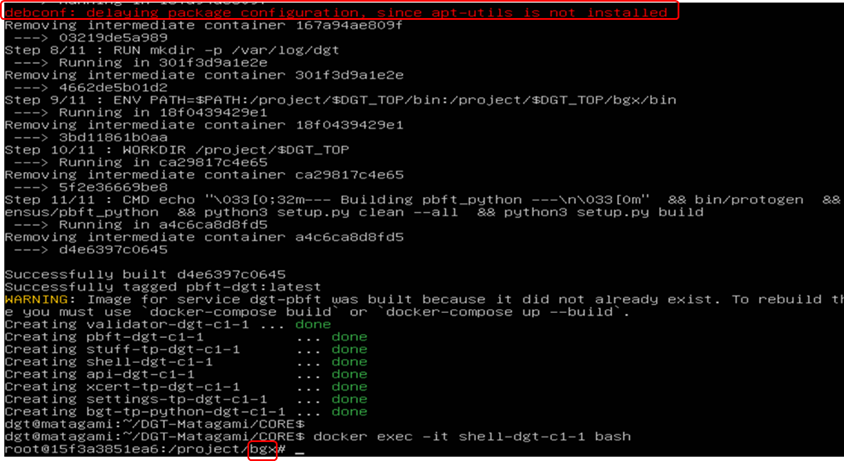 debconf: delaying package configuration, since apt-utils is not installed
Removing intermediate container 167a94ae809f
 ---> 03219de5a989
Step 8/11 : RUN mkdir -p /var/log/dgt
 ---> Running in 301f3d9a1e2e
Removing intermediate container 301f3d9a1e2e
 ---> 4662de5b01d2
Step 9/11 : ENV PATH=$PATH:/project/$DGT_TOP/bin:/project/$DGT_TOP/bgx/bin
 ---> Running in 18f0439429e1
Removing intermediate container 18f0439429e1
 ---> 3bd11861b0aa
Step 10/11 : WORKDIR /project/$DGT_TOP
 ---> Running in ca29817c4e65
Removing intermediate container ca29817c4e65
 ---> 5f2e36669be8
Step 11/11 : CMD echo "\033[0;32m--- Building pbft_python ---\n\033[0m"  && bin/protogen  &&
ensus/pbft_python  && python3 setup.py clean --all  && python3 setup.py build
 ---> Running in a4c6ca8d8fd5
Removing intermediate container a4c6ca8d8fd5
 ---> d4e6397c0645
Successfully built d4e6397c0645
Successfully tagged pbft-dgt:latest
WARNING: Image for service dgt-pbft was built because it did not already exist. To rebuild th
e you must use `docker-compose build` or `docker-compose up --build`.
Creating validator-dgt-c1-1 ... done
Creating pbft-dgt-c1-1 ... done
Creating stuff-tp-dgt-c1-1 ... done
Creating shell-dgt-c1-1 ... done
Creating api-dgt-c1-1 ... done
Creating xcert-tp-dgt-c1-1 ... done
Creating settings-tp-dgt-c1-1 ... done
Creating bgt-tp-python-dgt-c1-1 ... done
dgt@matagami:~/DGT-Matagami/CORE$
dgt@matagami:~/DGT-Matagami/CORE$ docker exec -it shell-dgt-c1-1 bash
root@15f3a3851ea6:/project/bgx# _